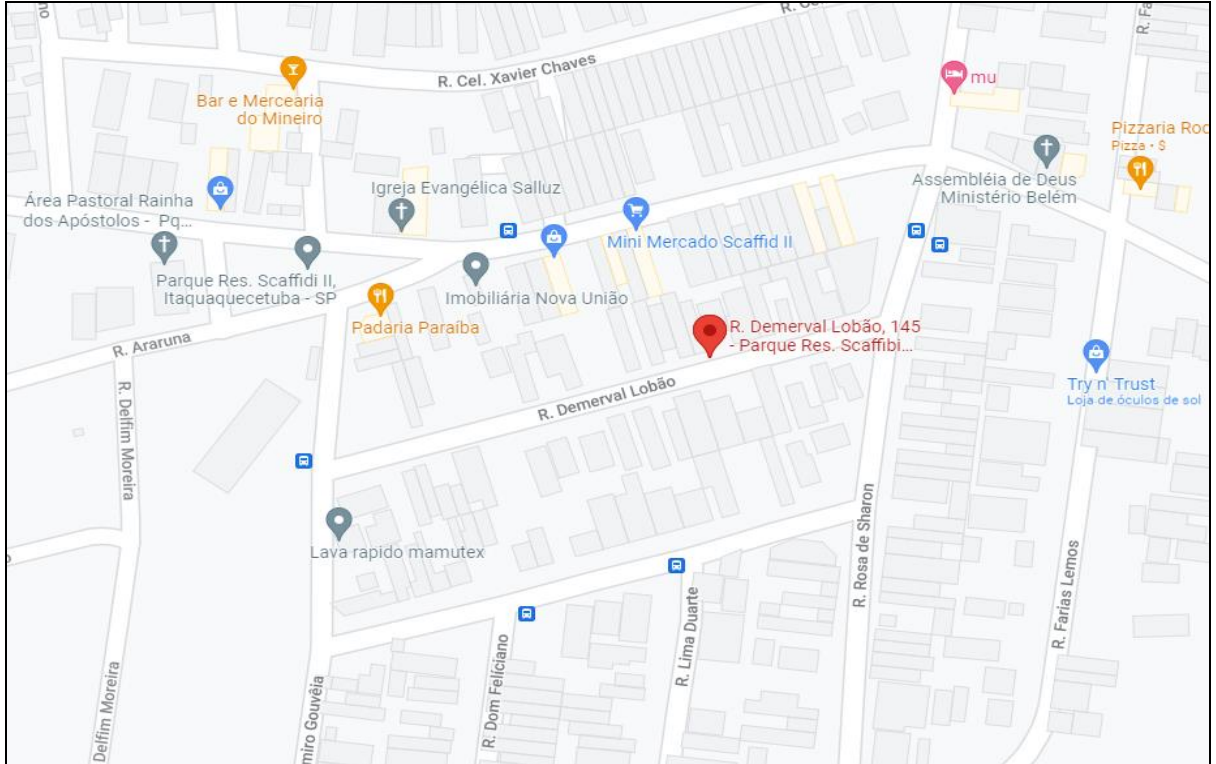 R. Cel. Xavier Chaves
R. Fa
mu
Bar e Mercearia
do Mineiro
Pizzaria Roc
Pizza · $
Igreja Evangélica Salluz
Assembléia de Deus
Ministério Belém
Área Pastoral Rainha
dos Apóstolos - Pq...
Mini Mercado Scaffid II
Parque Res. Scaffidi II,
Itaquaquecetuba - SP
Imobiliária Nova União
Padaria Paraíba
R. Demerval Lobão, 145
- Parque Res. Scaffibi...
R. Araruna
R. Demerval Lobão
Try n' Trust
Loja de óculos de sol
R. Delfim Moreira
Lava rapido mamutex
R. Rosa de Sharon
R. Farias Lemos
R. Lima Duarte
R. Dom Feliciano
Delfim Moreira
miro Gouvêia